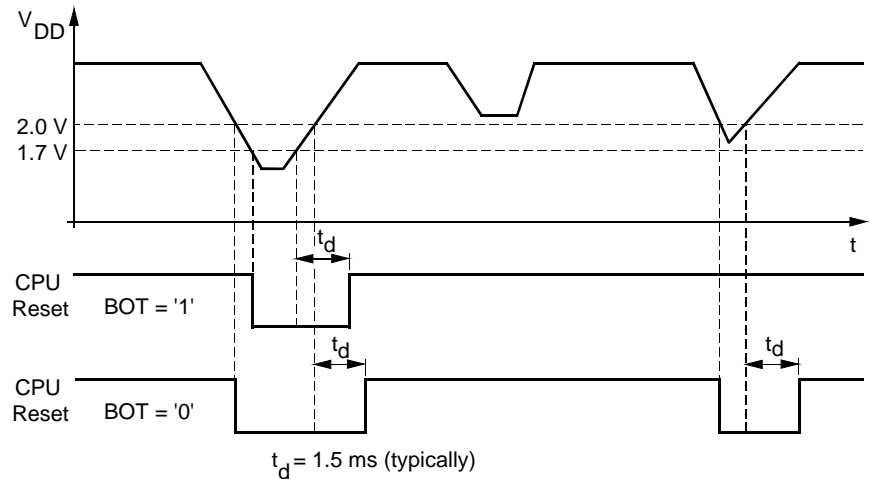 VDD
2.0 V
1.7 V
t
td
CPU
Reset
BOT = '1'
td
td
CPU
Reset
BOT = '0'
td = 1.5 ms (typically)